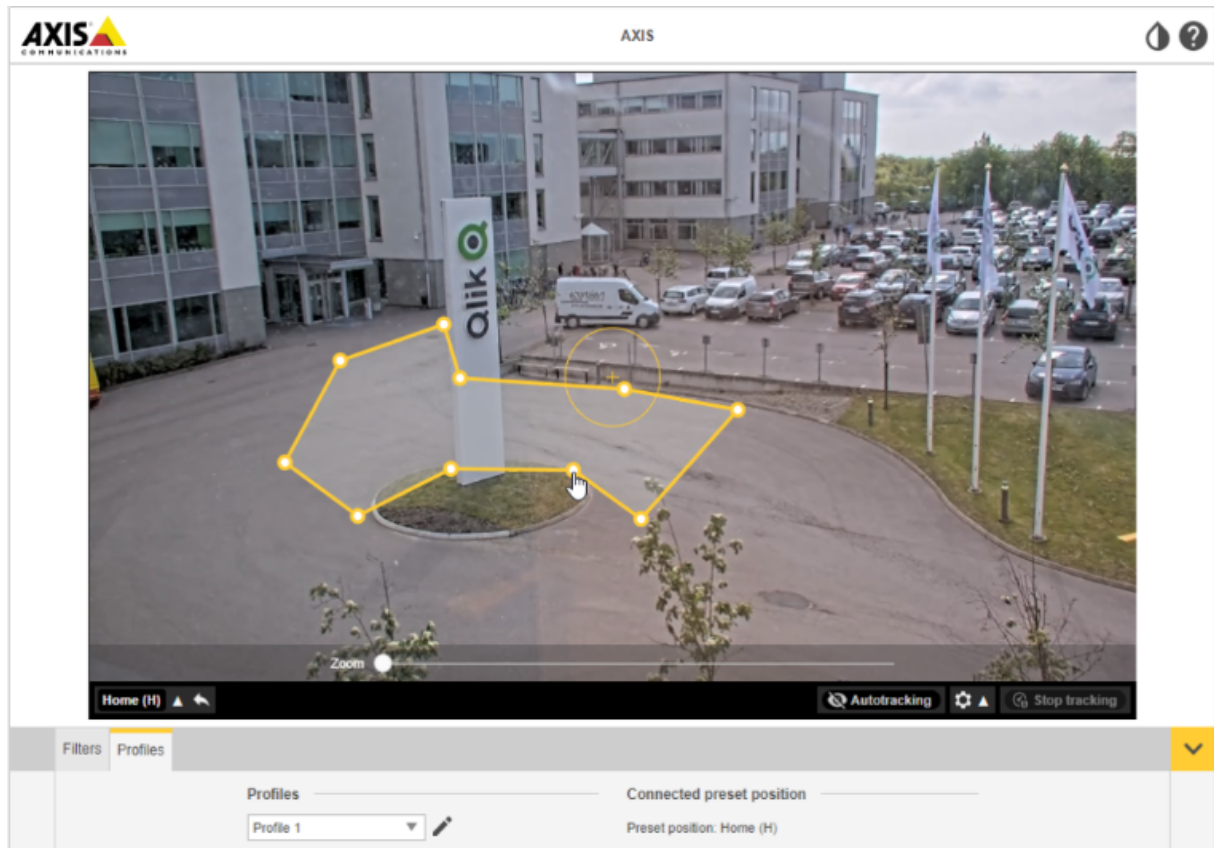 AXIS
COMMUNICATIONS
AXIS
Qlik
Zoom
Home (H)
Autotracking
Stop tracking
Filters
Profiles
Profiles
Connected preset position
Profile 1
Preset position: Home (H)